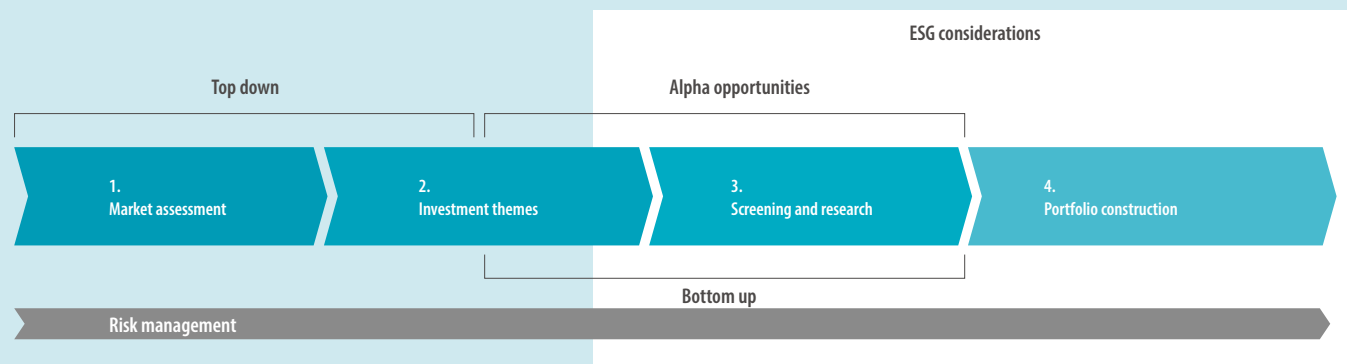 ESG considerations
Top down
Alpha opportunities
1.
Market assessment
2.
Investment themes
3.
Screening and research
4.
Portfolio construction
Bottom up
Risk management